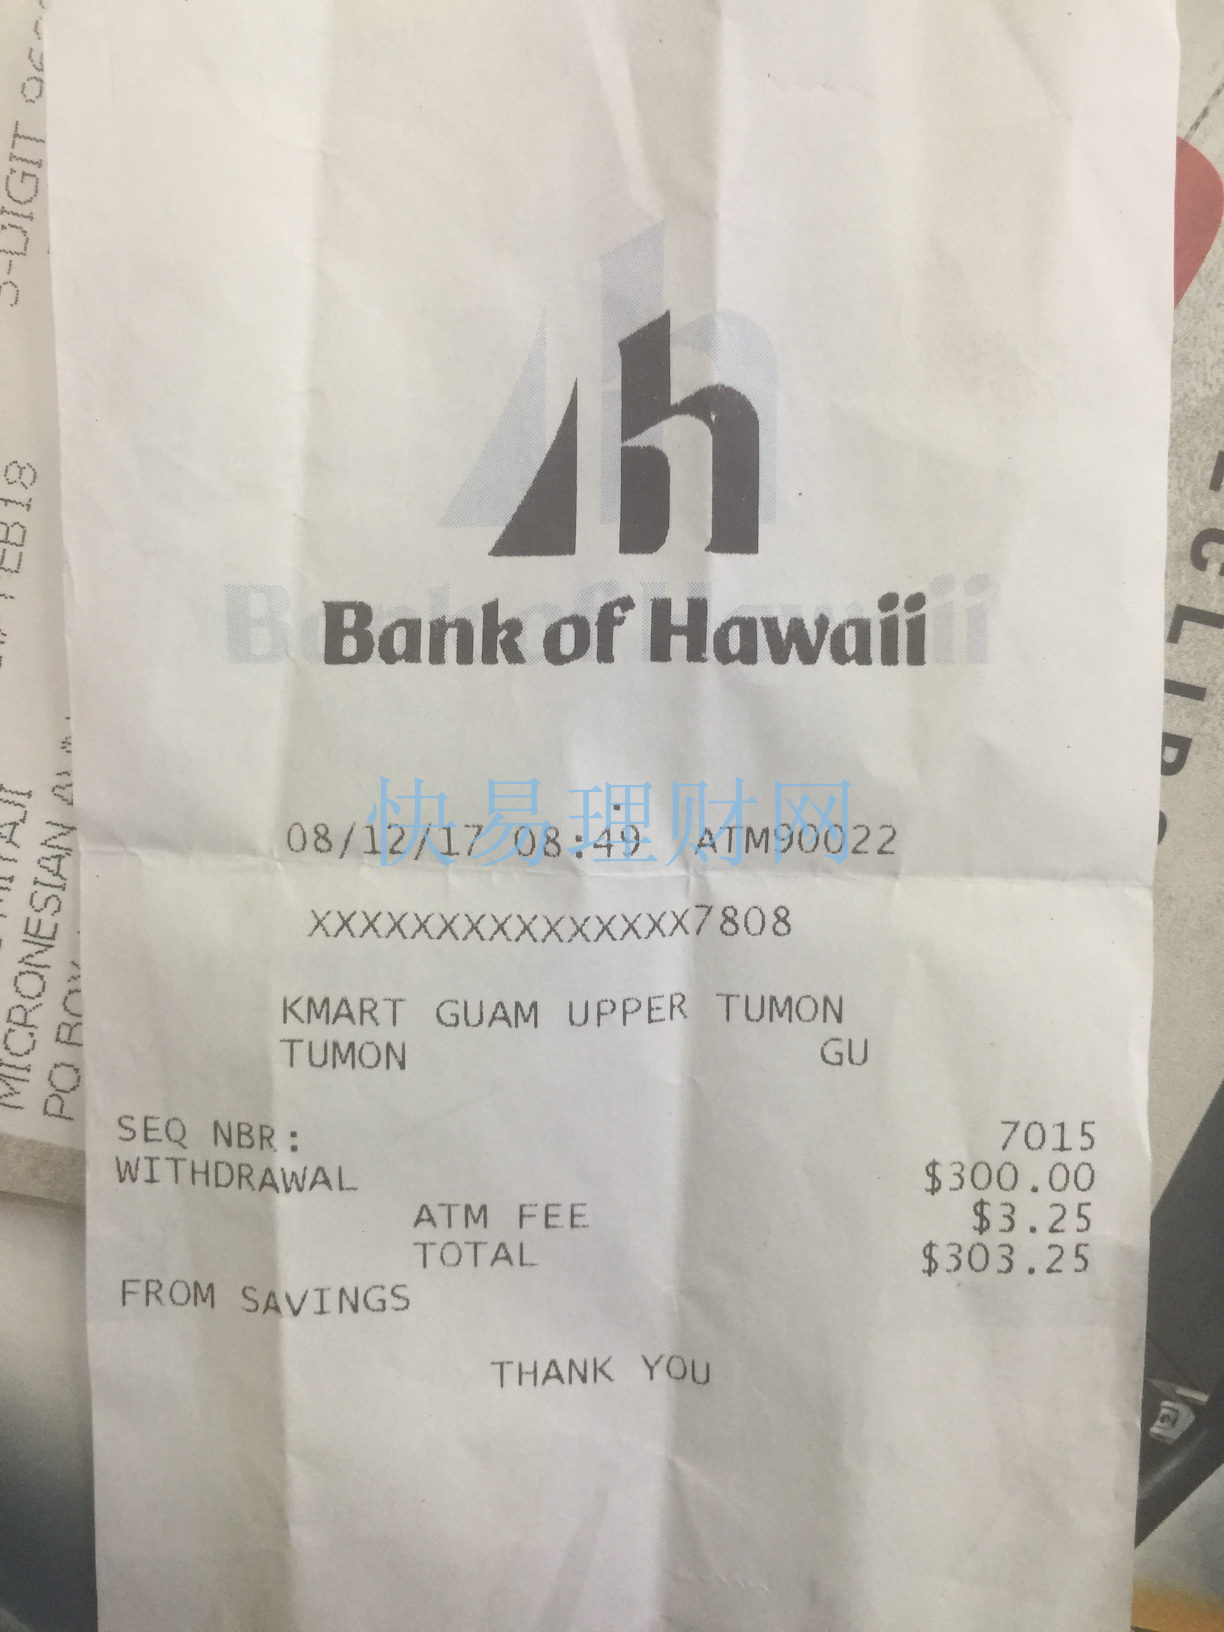 Bank of Hawaii
快易理财网
08/12/17 08:49 ATM90022
XXXXXXXXXXXXXXX7808
KMART GUAM UPPER TUMON
TUMON GU
SEQ NBR: 7015
WITHDRAWAL $300.00
ATM FEE $3.25
TOTAL $303.25
FROM SAVINGS
THANK YOU
MICRONESIAN
PO BOX